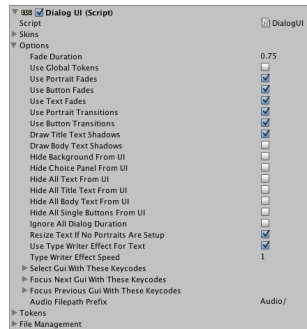 Dialog UI (Script)
Script DialogUI
Skins
Options
Fade Duration 0.75
Use Global Tokens
Use Portrait Fades
Use Button Fades
Use Text Fades
Use Portrait Transitions
Use Button Transitions
Draw Title Text Shadows
Draw Body Text Shadows
Hide Background From UI
Hide Choice Panel From UI
Hide All Text From UI
Hide All Title Text From UI
Hide All Body Text From UI
Hide All Single Buttons From UI
Ignore All Dialog Duration
Resize Text If No Portraits Are Setup
Use Type Writer Effect For Text
Type Writer Effect Speed 1
Select Gui With These Keycodes
Focus Next Gui With These Keycodes
Focus Previous Gui With These Keycodes
Audio Filepath Prefix Audio/
Tokens
File Management